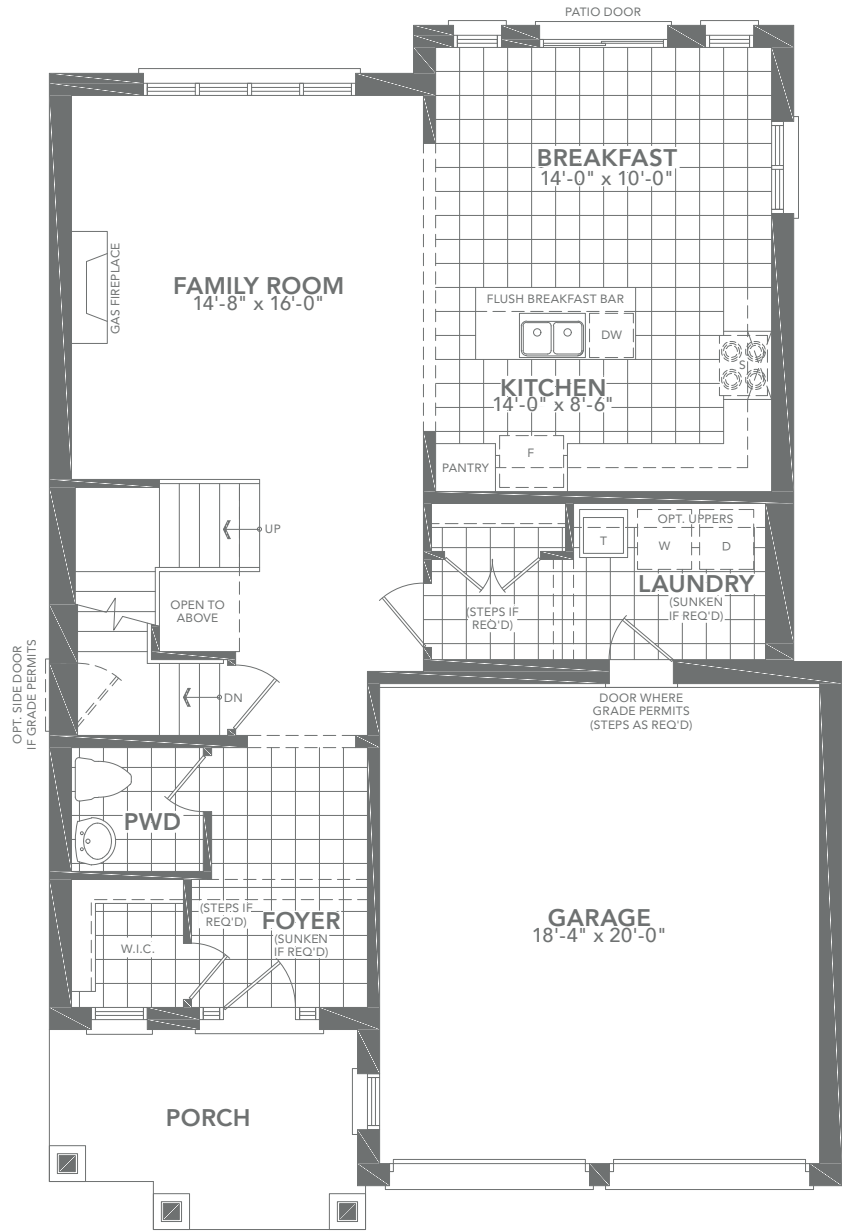 PATIO DOOR
BREAKFAST
14'-0" x 10'-0"
FAMILY ROOM
14'-8" x 16'-0"
GAS FIREPLACE
FLUSH BREAKFAST BAR
DW
S
KITCHEN
14'-0" x 8'-6"
F
PANTRY
UP
OPT. UPPERS
T
W
D
LAUNDRY
(SUNKEN
IF REQ'D)
(STEPS IF
REQ'D)
OPEN TO
ABOVE
OPT. SIDE DOOR
IF GRADE PERMITS
DN
DOOR WHERE
GRADE PERMITS
(STEPS AS REQ'D)
PWD
(STEPS IF
REQ'D)
FOYER
(SUNKEN
IF REQ'D)
W.I.C.
GARAGE
18'-4" x 20'-0"
PORCH